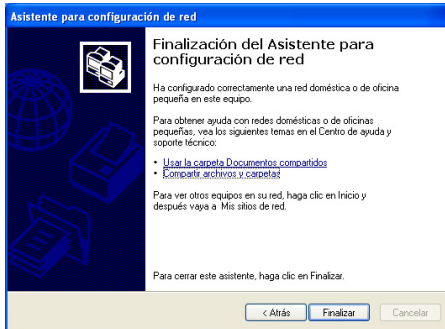 Asistente para configuración de red
Finalización del Asistente para
configuración de red
Ha configurado correctamente una red doméstica o de oficina
pequeña en este equipo.
Para obtener ayuda con redes domésticas o de oficinas
pequeñas, vea los siguientes temas en el Centro de ayuda y
soporte técnico:
• Usar la carpeta Documentos compartidos
• Compartir archivos y carpetas
Para ver otros equipos en su red, haga clic en Inicio y
después vaya a Mis sitios de red.
Para cerrar este asistente, haga clic en Finalizar.
< Atrás Finalizar Cancelar